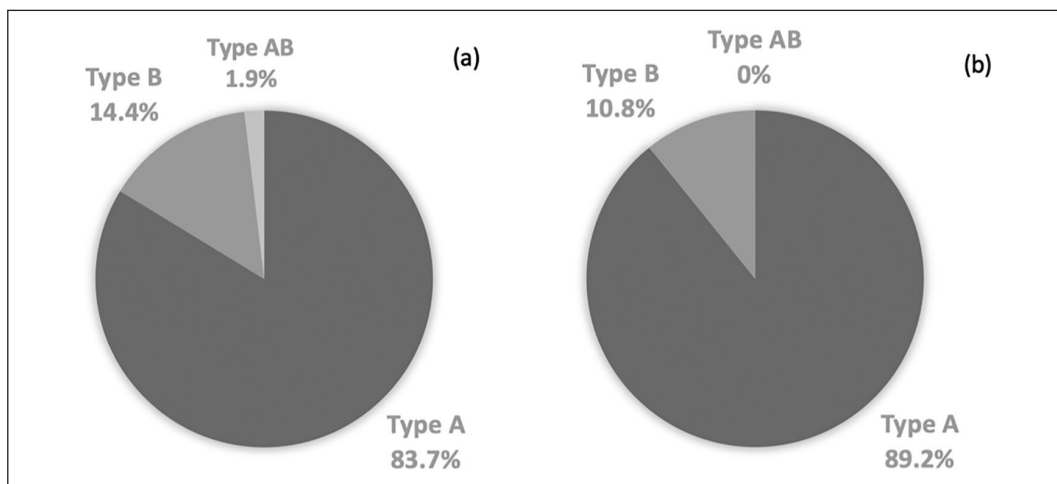 Type AB
1.9%
(a)
Type B
14.4%
Type A
83.7%
Type AB
0%
(b)
Type B
10.8%
Type A
89.2%